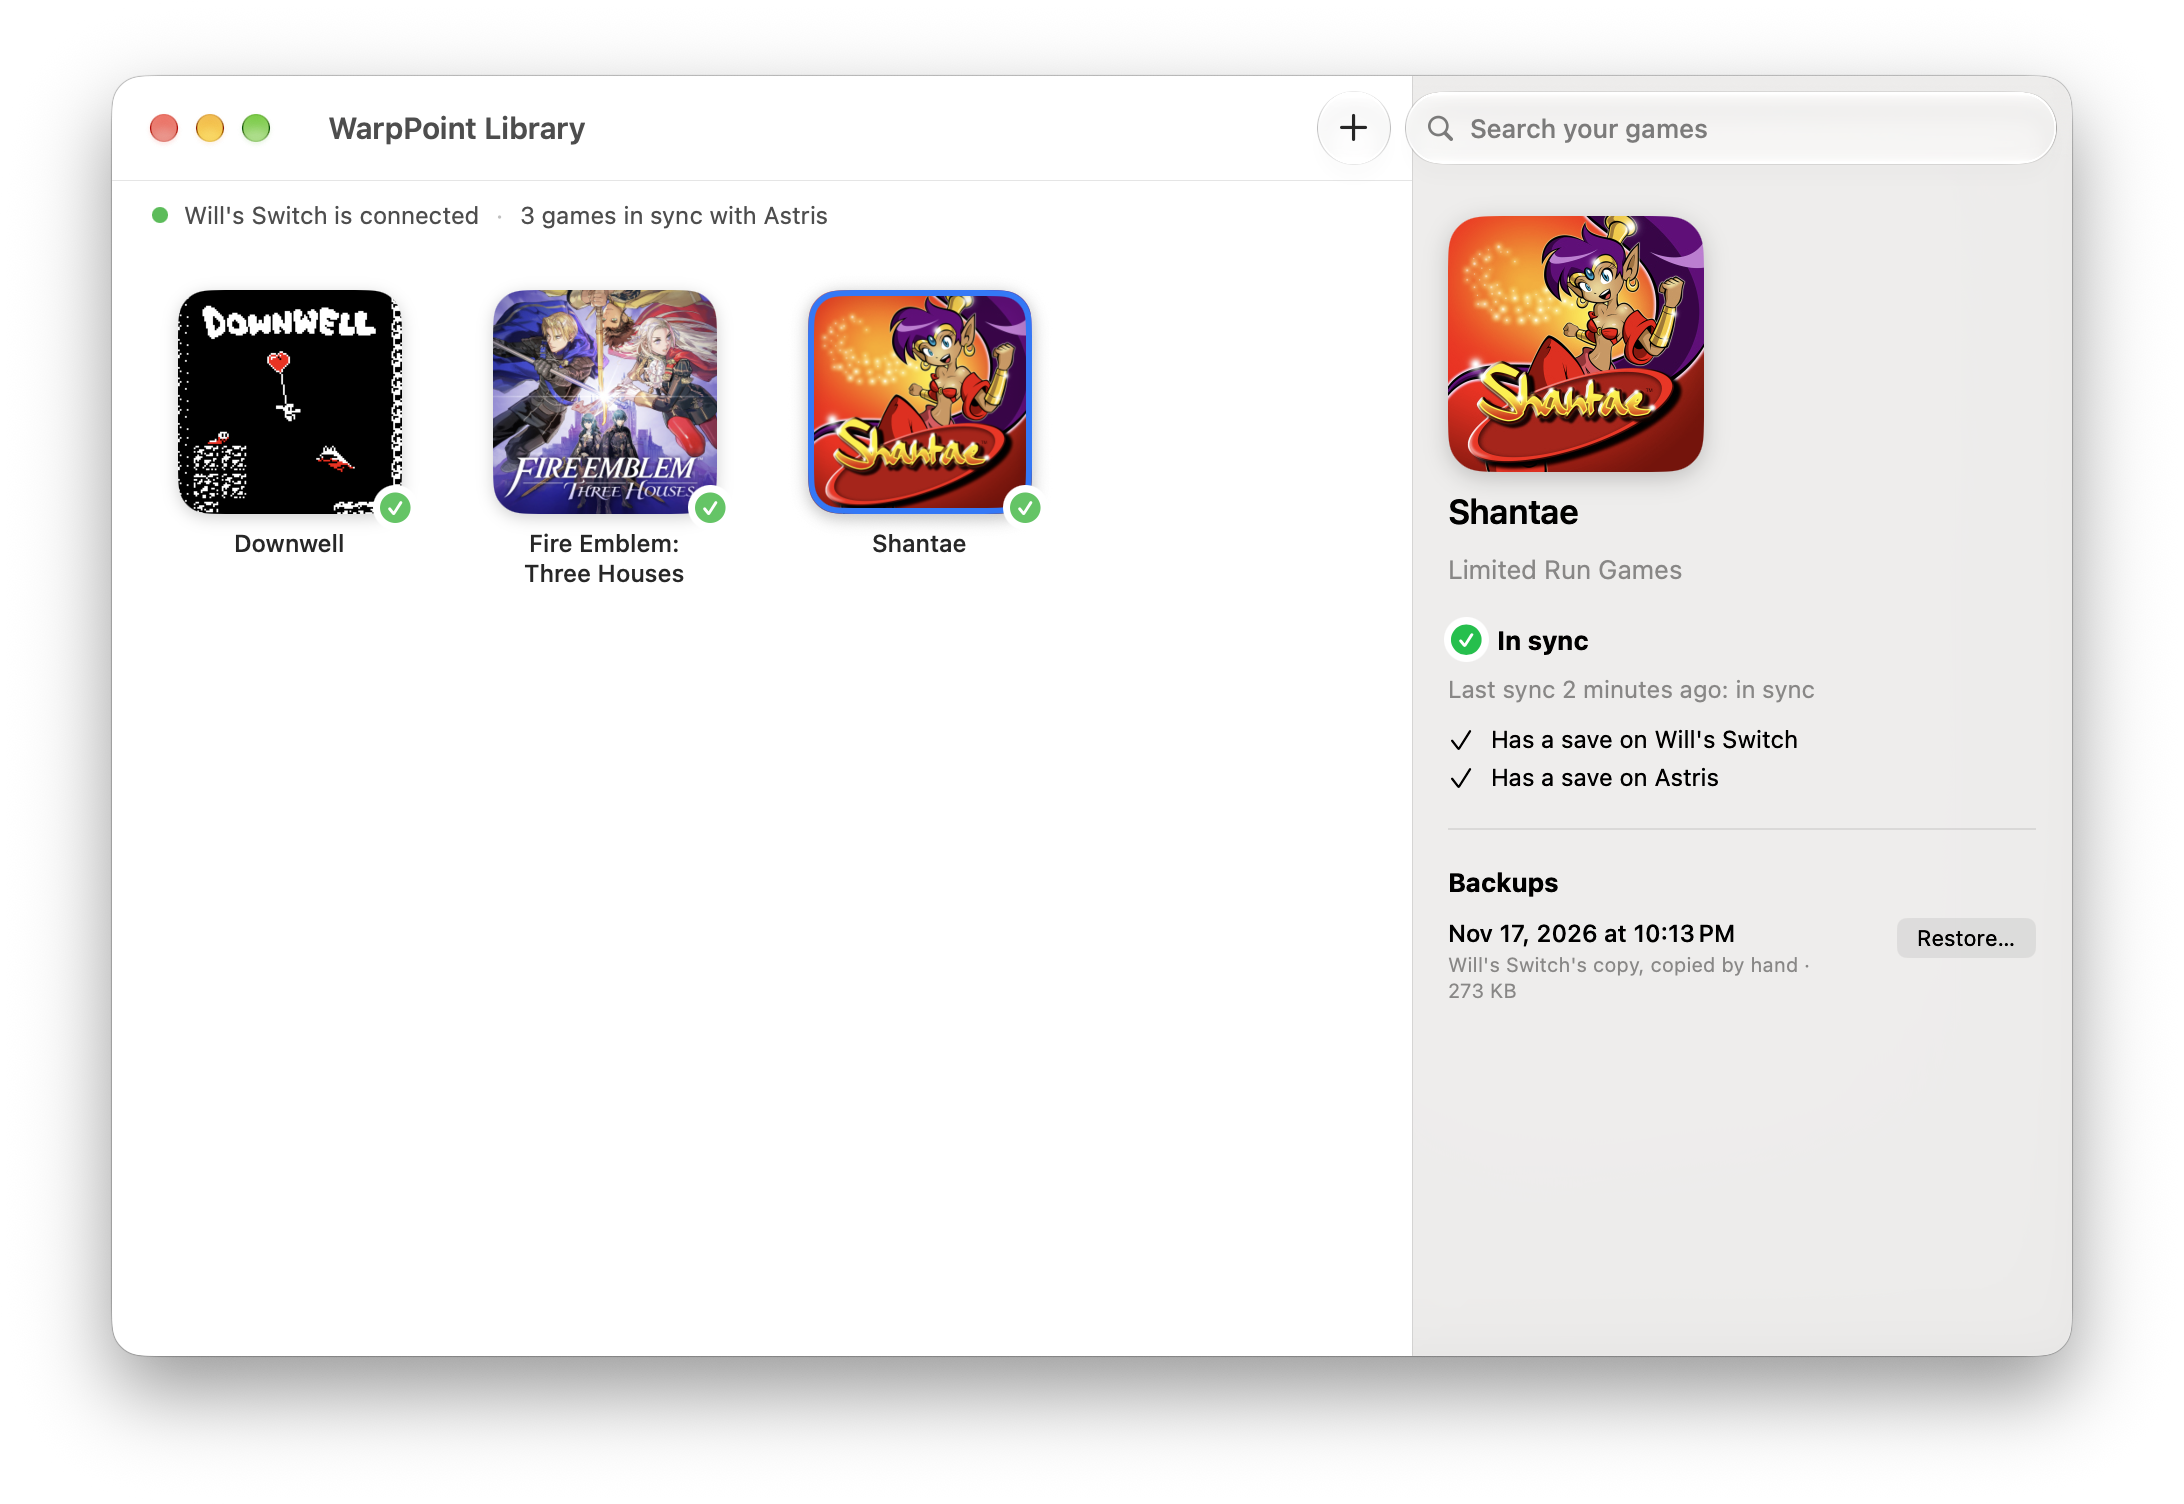 WarpPoint Library
Search your games
Will's Switch is connected · 3 games in sync with Astris
DOWNWELL
FIRE EMBLEM
THREE HOUSES
Shantae™
Downwell
Fire Emblem:
Three Houses
Shantae
Shantae™
Shantae
Limited Run Games
In sync
Last sync 2 minutes ago: in sync
Has a save on Will's Switch
Has a save on Astris
Backups
Nov 17, 2026 at 10:13 PM
Restore...
Will's Switch's copy, copied by hand ·
273 KB